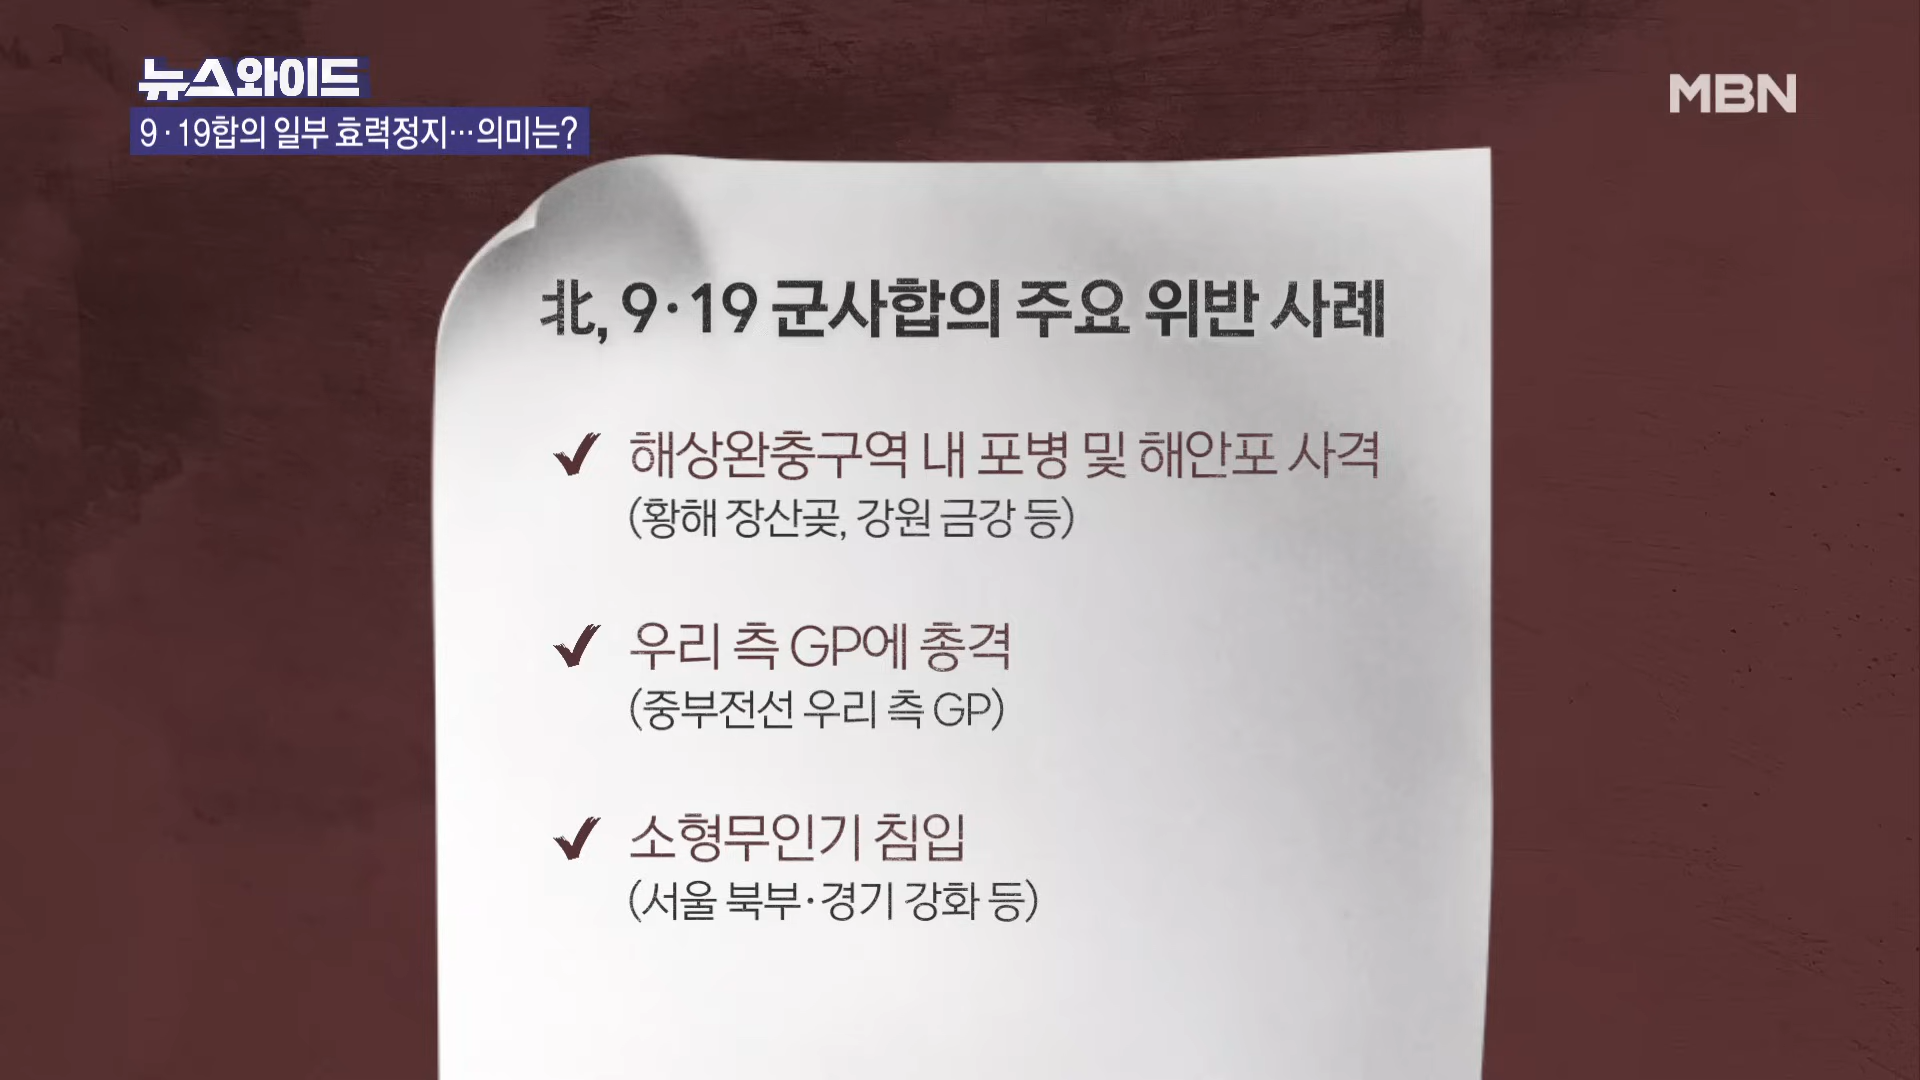 뉴스와이드
MBN
9·19합의 일부 효력정지…의미는?
北, 9·19 군사합의 주요 위반 사례
✔ 해상완충구역 내 포병 및 해안포 사격
(황해 장산곶, 강원 금강 등)
✔ 우리 측 GP에 총격
(중부전선 우리 측 GP)
✔ 소형무인기 침입
(서울 북부·경기 강화 등)